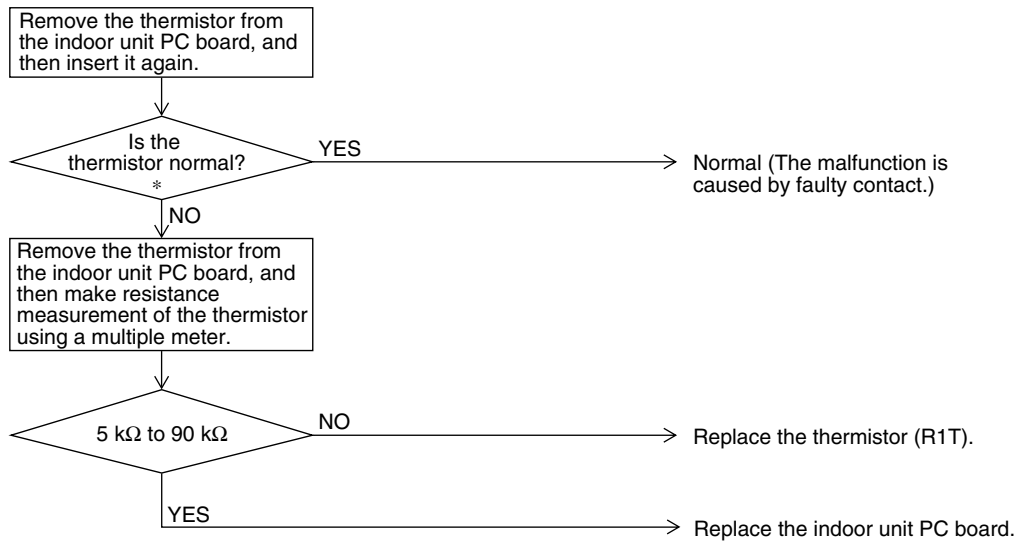 Remove the thermistor from
the indoor unit PC board, and
then insert it again.
Is the
thermistor normal?
*
YES
Normal (The malfunction is
caused by faulty contact.)
NO
Remove the thermistor from
the indoor unit PC board, and
then make resistance
measurement of the thermistor
using a multiple meter.
5 kΩ to 90 kΩ
NO
Replace the thermistor (R1T).
YES
Replace the indoor unit PC board.